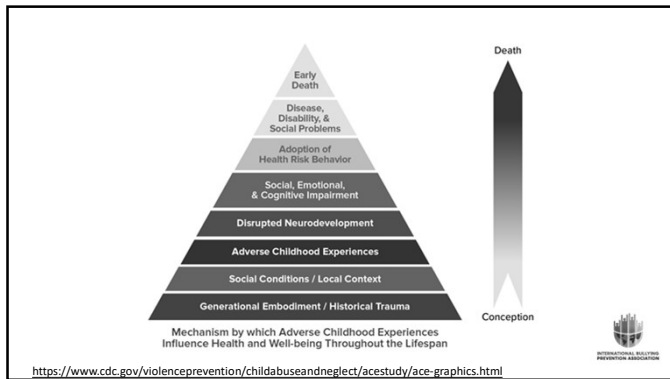 Death
Early
Death
Disease,
Disability, &
Social Problems
Adoption of
Health Risk Behavior
Social, Emotional,
& Cognitive Impairment
Disrupted Neurodevelopment
Adverse Childhood Experiences
Social Conditions / Local Context
Generational Embodiment / Historical Trauma
Conception
Mechanism by which Adverse Childhood Experiences
Influence Health and Well-being Throughout the Lifespan
INTERNATIONAL BULLYING
PREVENTION ASSOCIATION
https://www.cdc.gov/violenceprevention/childabuseandneglect/acestudy/ace-graphics.html